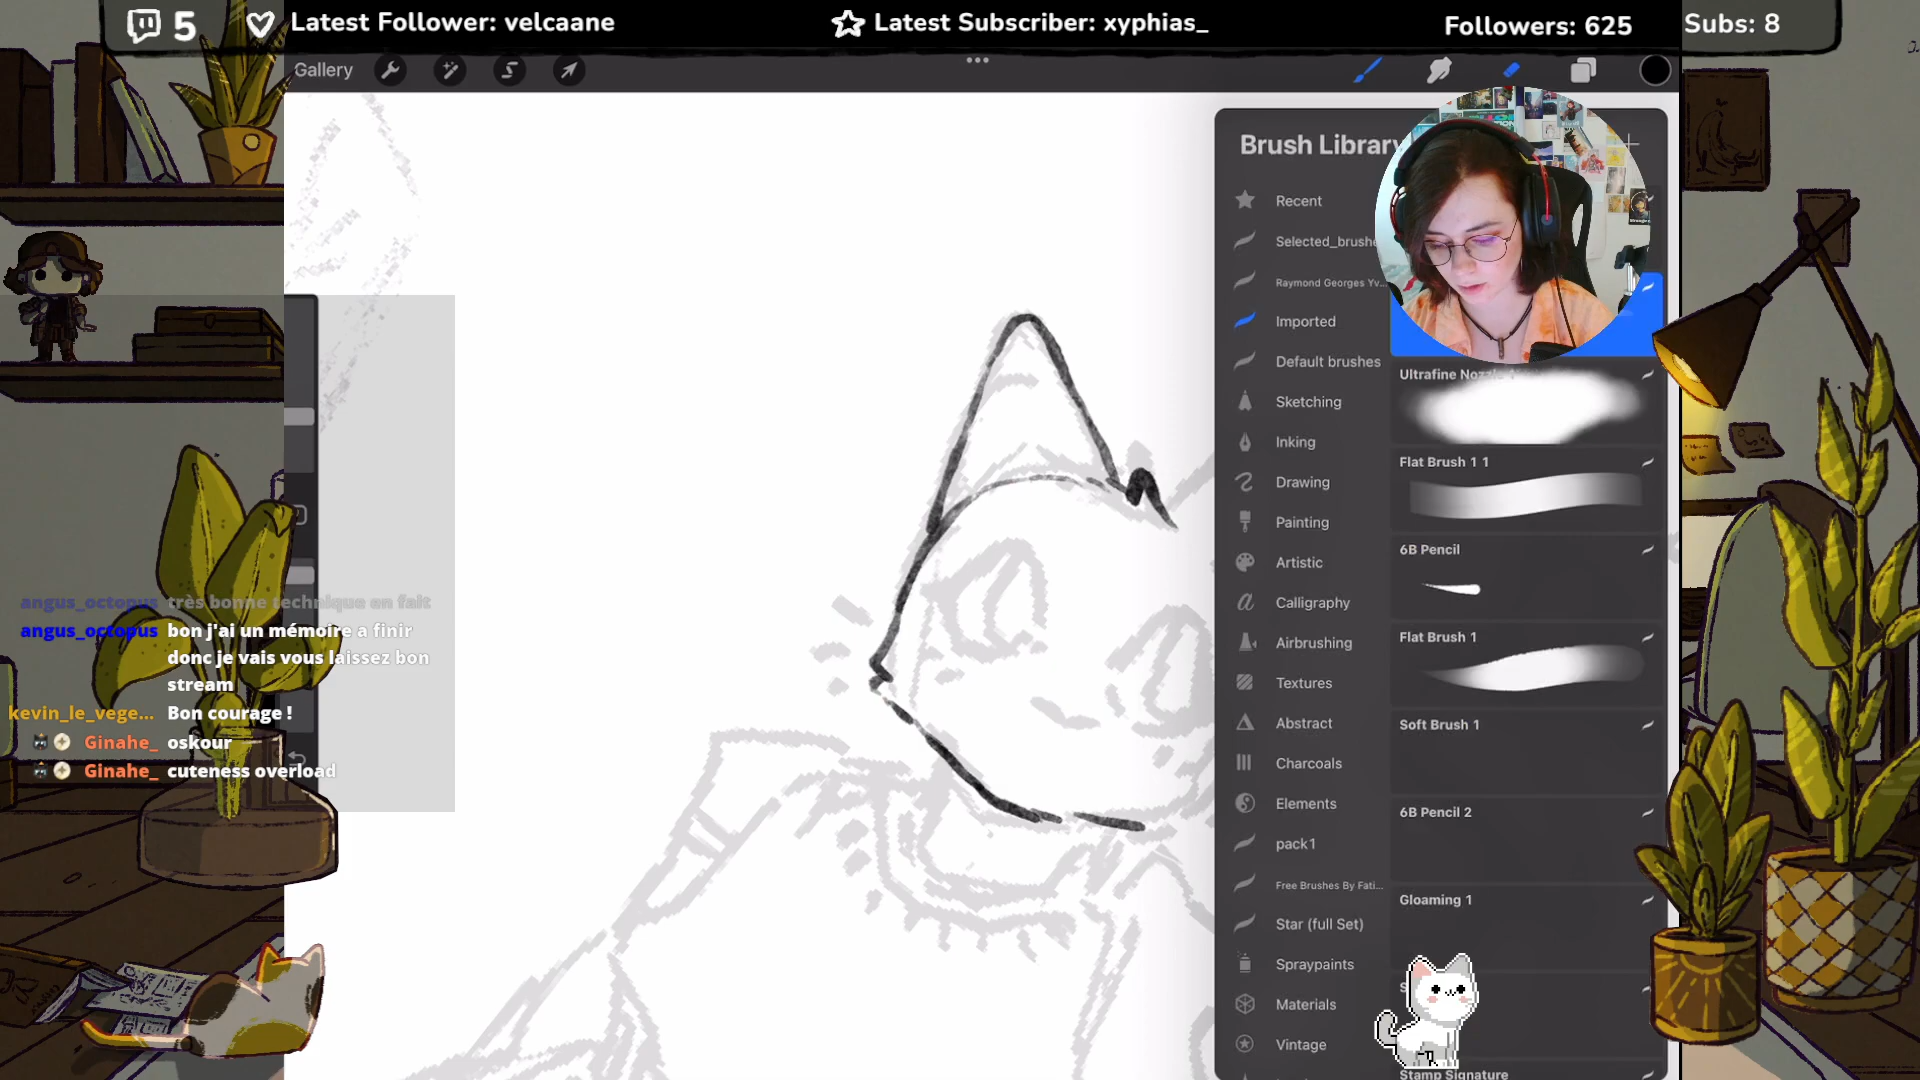 5
Latest Follower: velcaane
Latest Subscriber: xyphias_
Followers: 625
Subs: 8
Gallery
Brush Library
Recent
Selected_brushe
Raymond Georges Yv...
Imported
Default brushes
Sketching
Inking
Drawing
Painting
Artistic
Calligraphy
Airbrushing
Textures
Abstract
Charcoals
Elements
pack1
Free Brushes By Fati...
Star (full Set)
Spraypaints
Materials
Vintage
Ultrafine
Flat Brush 1 1
6B Pencil
Flat Brush 1
Soft Brush 1
6B Pencil 2
Gloaming 1
Stamp Signature
angus_octopus très bonne technique en fait
angus_octopus bon j'ai un mémoire a finir
donc je vais vous laissez bon
stream
kevin_le_vege... Bon courage !
Ginahe_ oskour
Ginahe_ cuteness overload